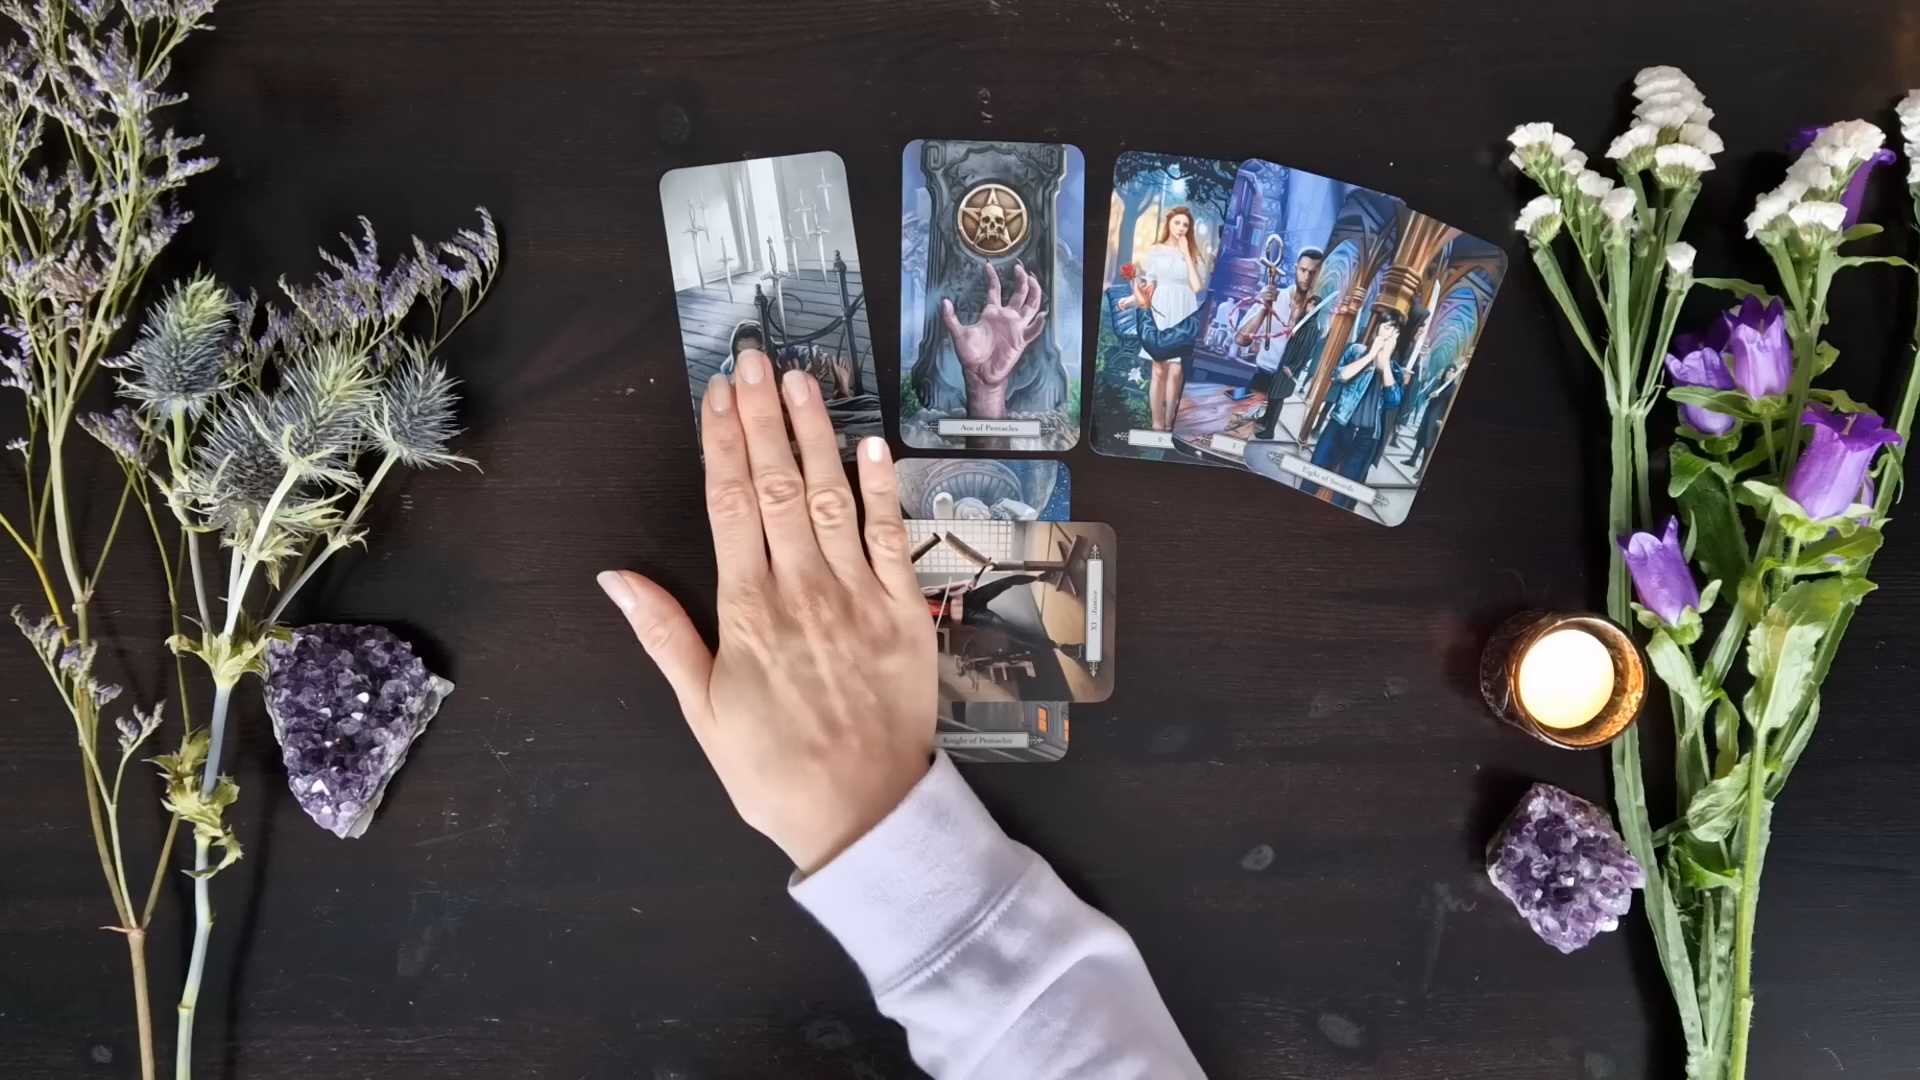 Ace of Pentacles
Eight of Swords
XI · Justice
Knight of Pentacles